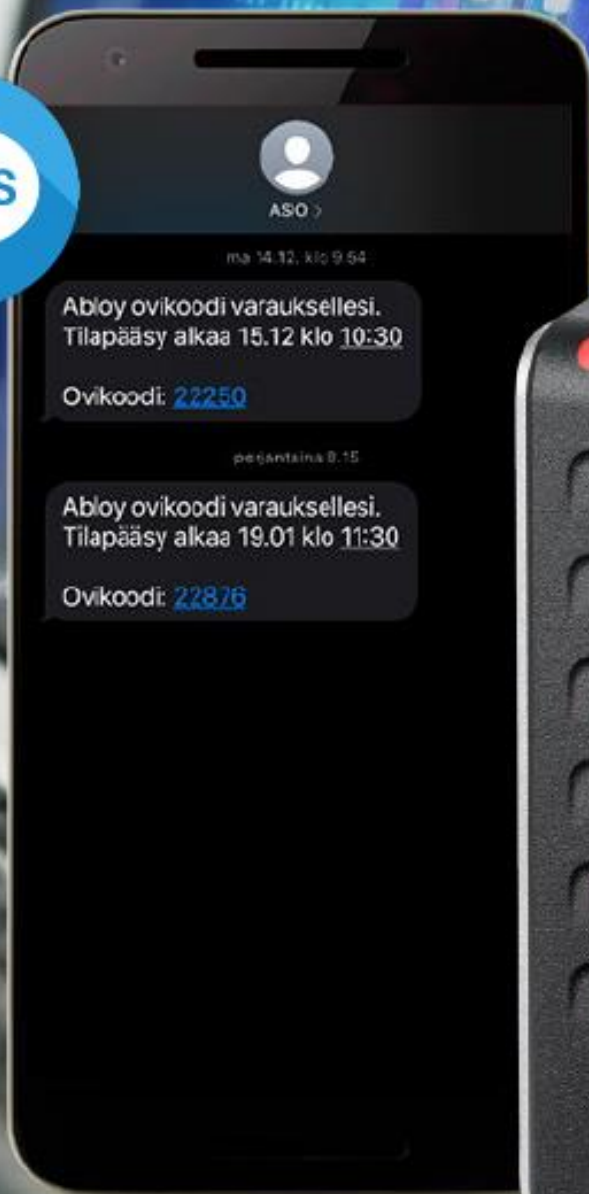 S
ASO >
ma 14.12. klo 9.54
Abloy ovikoodi varauksellesi.
Tilapääsy alkaa 15.12 klo 10:30
Ovikoodi: 22250
perjantaina 8.15
Abloy ovikoodi varauksellesi.
Tilapääsy alkaa 19.01 klo 11:30
Ovikoodi: 22876